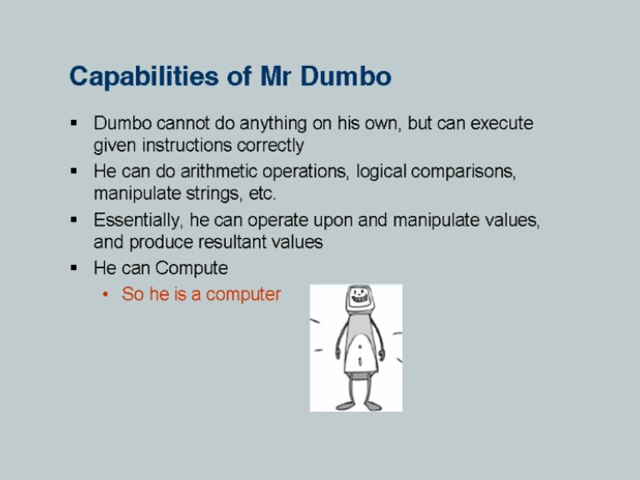 Capabilities of Mr Dumbo
▪ Dumbo cannot do anything on his own, but can execute
given instructions correctly
▪ He can do arithmetic operations, logical comparisons,
manipulate strings, etc.
▪ Essentially, he can operate upon and manipulate values,
and produce resultant values
▪ He can Compute
• So he is a computer